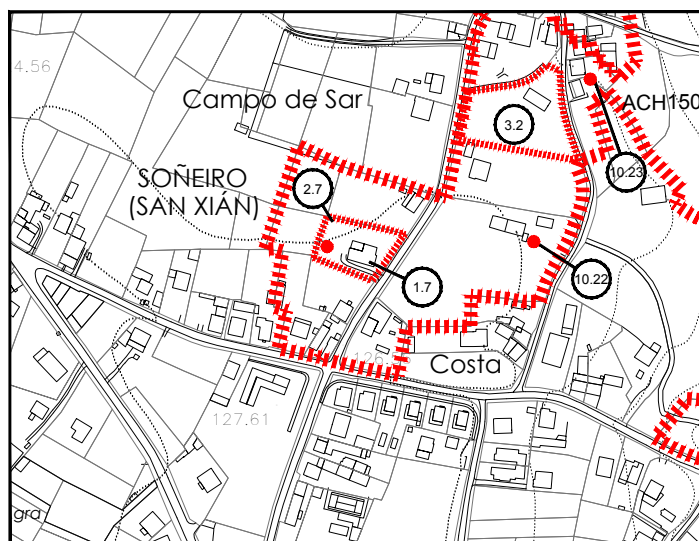 4.56
Campo de Sar
ACH150
3.2
10.23
SOÑEIRO
(SAN XIÁN)
2.7
1.7
10.22
Costa
127.61
gra